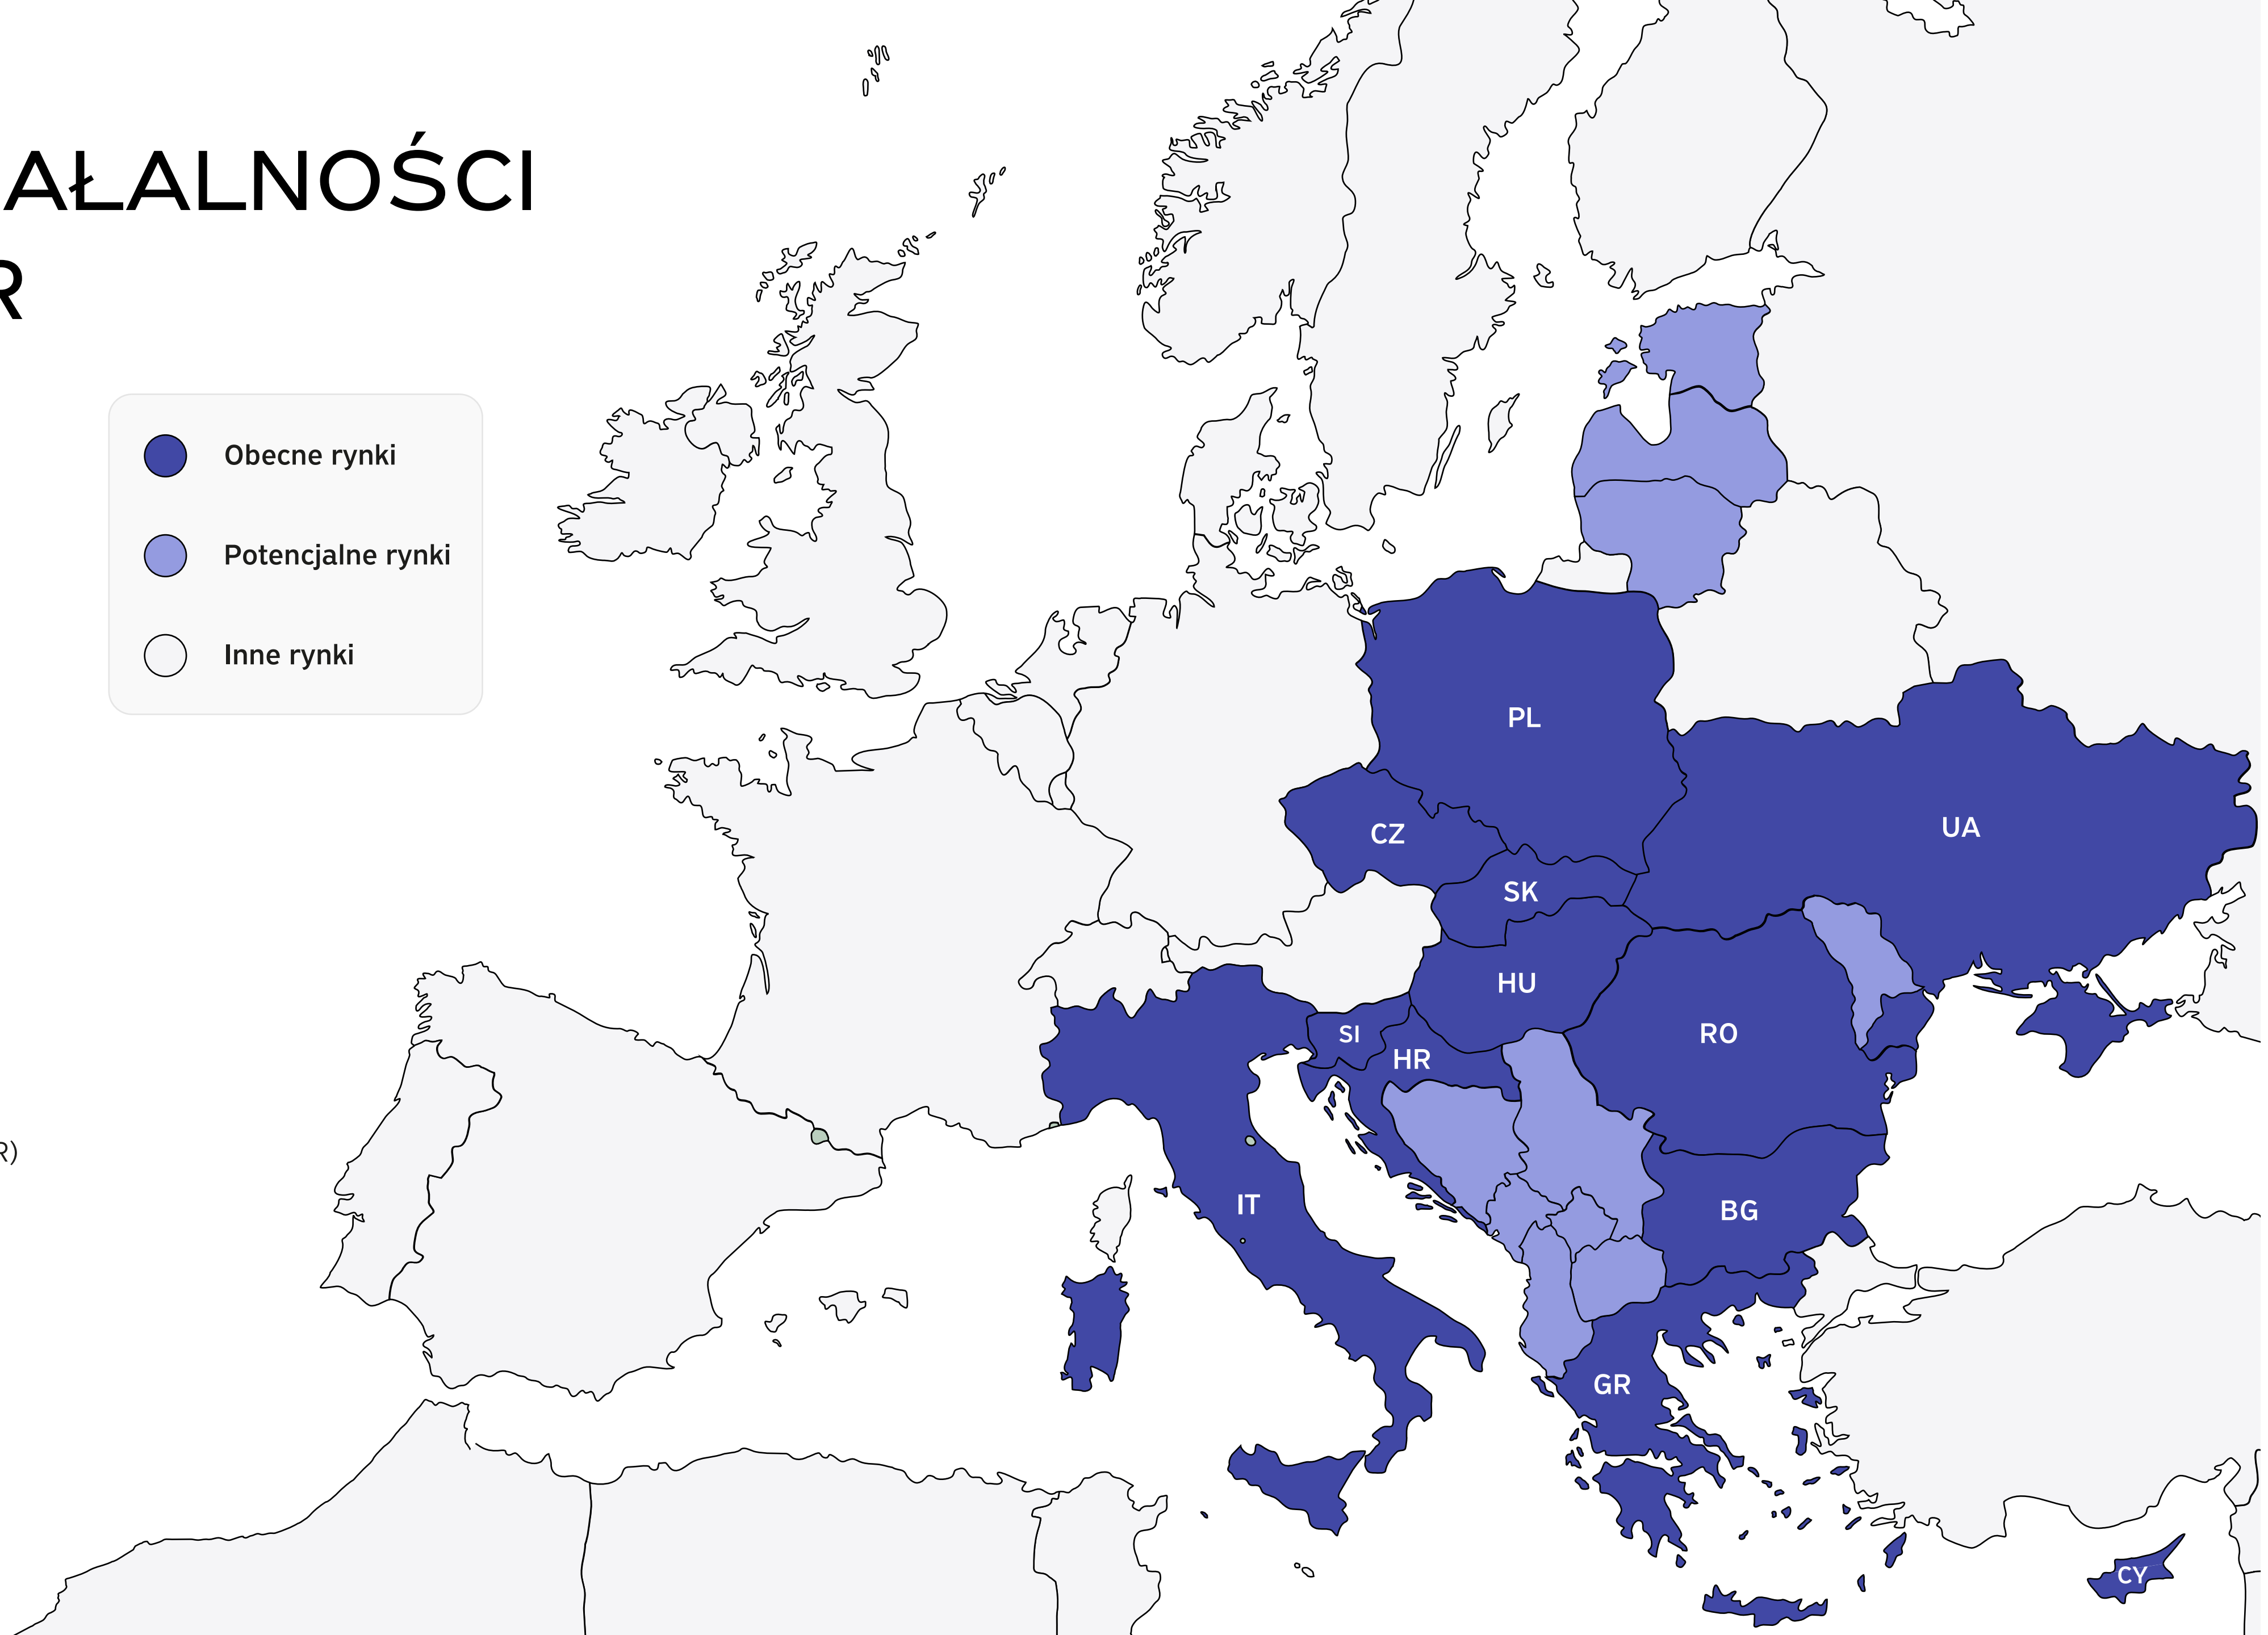 AŁALNOŚCI
R
Obecne rynki
Potencjalne rynki
Inne rynki
PL
UA
CZ
SK
HU
SI
HR
RO
R)
IT
BG
GR
CY